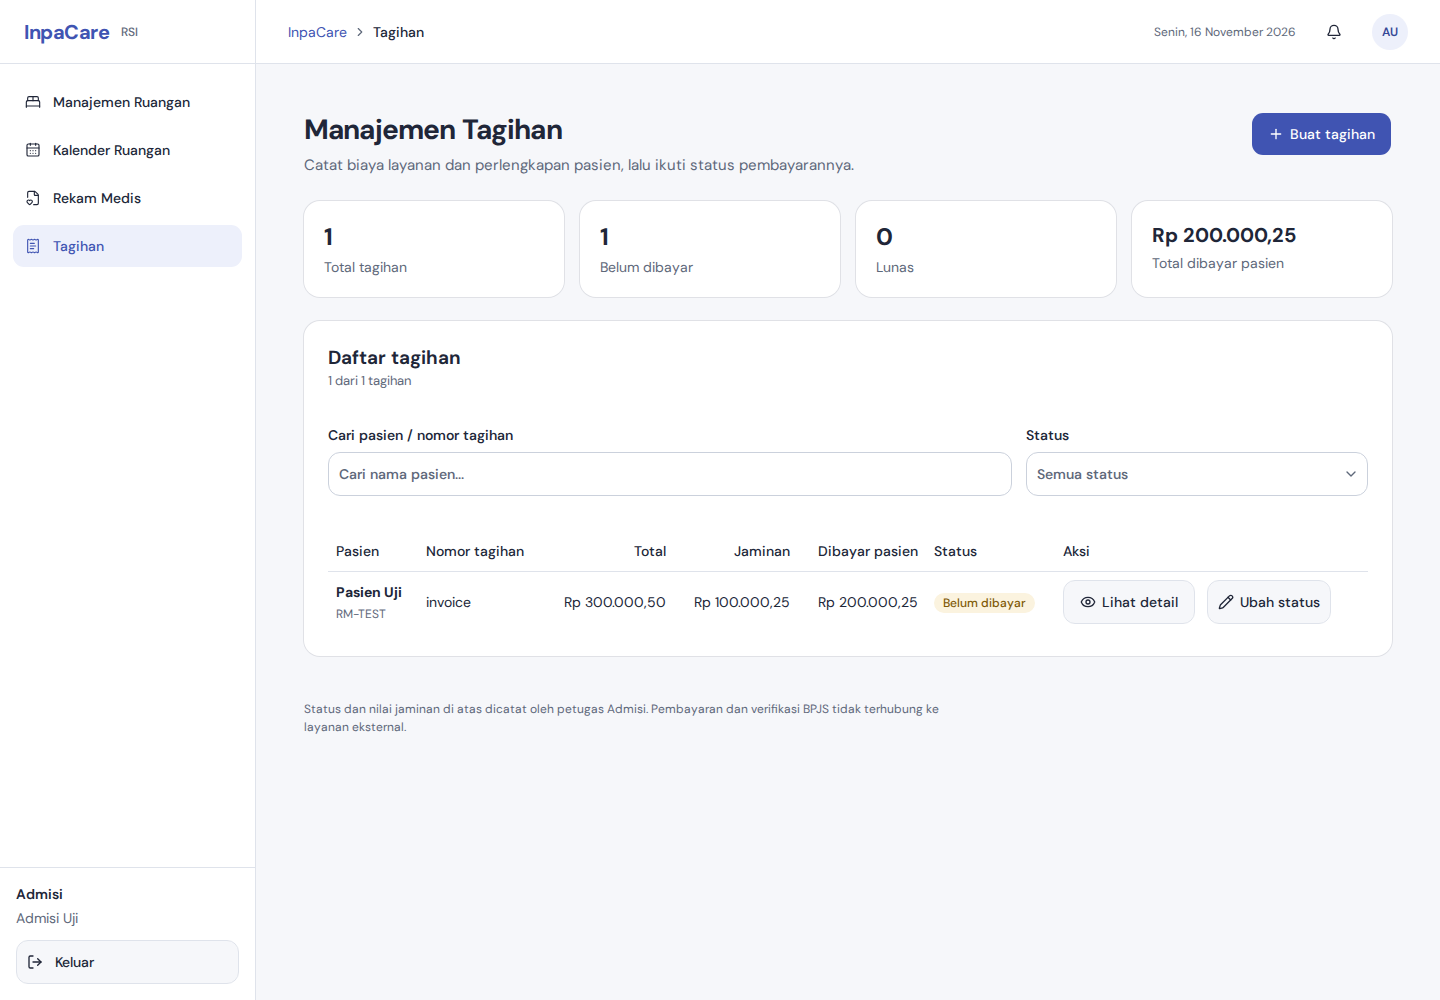 InpaCare RSI
InpaCare > Tagihan
Senin, 16 November 2026
AU
Manajemen Ruangan
Kalender Ruangan
Rekam Medis
Tagihan
Manajemen Tagihan
Catat biaya layanan dan perlengkapan pasien, lalu ikuti status pembayarannya.
+ Buat tagihan
1
Total tagihan
1
Belum dibayar
0
Lunas
Rp 200.000,25
Total dibayar pasien
Daftar tagihan
1 dari 1 tagihan
Cari pasien / nomor tagihan
Cari nama pasien...
Status
Semua status
Pasien Nomor tagihan Total Jaminan Dibayar pasien Status Aksi
Pasien Uji
RM-TEST
invoice Rp 300.000,50 Rp 100.000,25 Rp 200.000,25 Belum dibayar Lihat detail Ubah status
Status dan nilai jaminan di atas dicatat oleh petugas Admisi. Pembayaran dan verifikasi BPJS tidak terhubung ke
layanan eksternal.
Admisi
Admisi Uji
Keluar